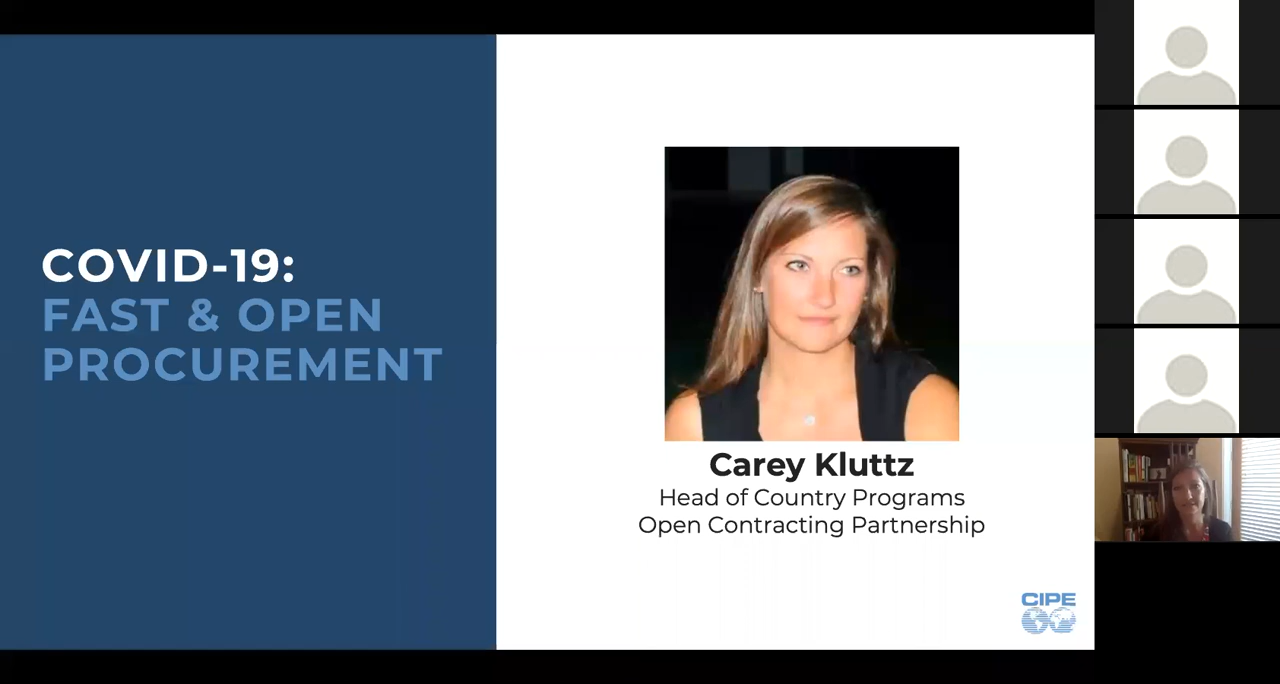 COVID-19:
FAST & OPEN
PROCUREMENT
Carey Kluttz
Head of Country Programs
Open Contracting Partnership
CIPE